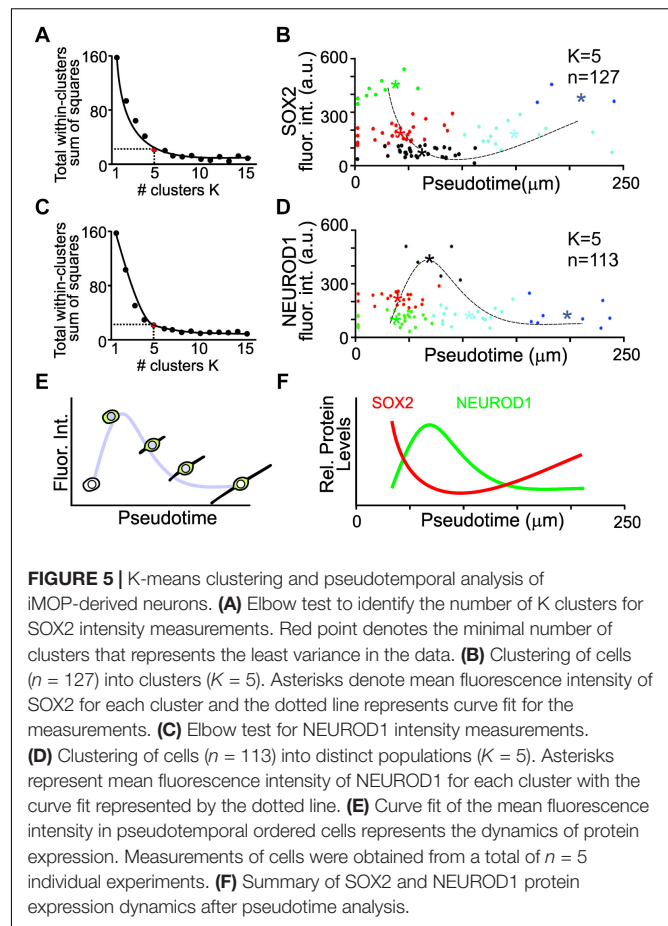 A
160
80
0
1 5 10 15
Total within-clusters
sum of squares
# clusters K
B
600
300
0
0 250
SOX2
fluor. int. (a.u.)
Pseudotime(μm)
K=5
n=127
C
160
80
0
1 5 10 15
Total within-clusters
sum of squares
# clusters K
D
600
300
0
0 250
NEUROD1
fluor. int. (a.u.)
Pseudotime (μm)
K=5
n=113
E
Fluor. Int.
Pseudotime
F
SOX2 NEUROD1
Rel. Protein
Levels
0 250
Pseudotime (μm)
FIGURE 5 | K-means clustering and pseudotemporal analysis of
iMOP-derived neurons. (A) Elbow test to identify the number of K clusters for
SOX2 intensity measurements. Red point denotes the minimal number of
clusters that represents the least variance in the data. (B) Clustering of cells
(n = 127) into clusters (K = 5). Asterisks denote mean fluorescence intensity of
SOX2 for each cluster and the dotted line represents curve fit for the
measurements. (C) Elbow test for NEUROD1 intensity measurements.
(D) Clustering of cells (n = 113) into distinct populations (K = 5). Asterisks
represent mean fluorescence intensity of NEUROD1 for each cluster with the
curve fit represented by the dotted line. (E) Curve fit of the mean fluorescence
intensity in pseudotemporal ordered cells represents the dynamics of protein
expression. Measurements of cells were obtained from a total of n = 5
individual experiments. (F) Summary of SOX2 and NEUROD1 protein
expression dynamics after pseudotime analysis.